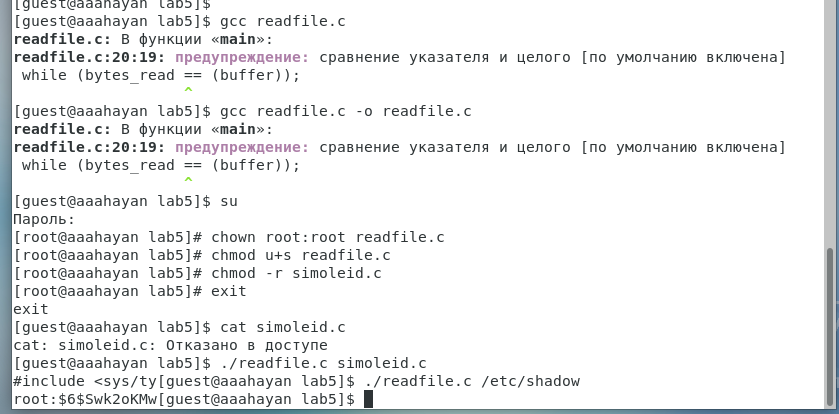 [guest@aaahayan lab5]$
[guest@aaahayan lab5]$ gcc readfile.c
readfile.c: В функции «main»:
readfile.c:20:19: предупреждение: сравнение указателя и целого [по умолчанию включена]
 while (bytes_read == (buffer));
                   ^
[guest@aaahayan lab5]$ gcc readfile.c -o readfile.c
readfile.c: В функции «main»:
readfile.c:20:19: предупреждение: сравнение указателя и целого [по умолчанию включена]
 while (bytes_read == (buffer));
                   ^
[guest@aaahayan lab5]$ su
Пароль:
[root@aaahayan lab5]# chown root:root readfile.c
[root@aaahayan lab5]# chmod u+s readfile.c
[root@aaahayan lab5]# chmod -r simoleid.c
[root@aaahayan lab5]# exit
exit
[guest@aaahayan lab5]$ cat simoleid.c
cat: simoleid.c: Отказано в доступе
[guest@aaahayan lab5]$ ./readfile.c simoleid.c
#include <sys/ty[guest@aaahayan lab5]$ ./readfile.c /etc/shadow
root:$6$Swk2oKMw[guest@aaahayan lab5]$